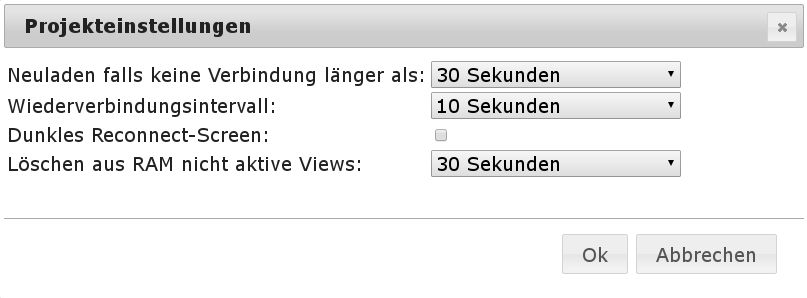 Projekteinstellungen
Neuladen falls keine Verbindung länger als: 30 Sekunden
Wiederverbindungsintervall: 10 Sekunden
Dunkles Reconnect-Screen:
Löschen aus RAM nicht aktive Views: 30 Sekunden
Ok Abbrechen